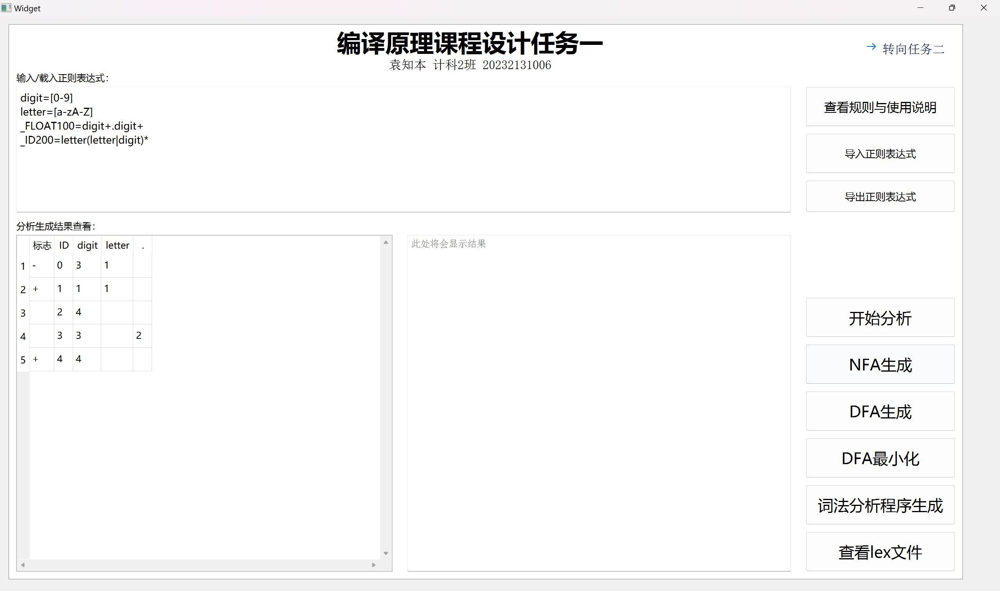 Widget
编译原理课程设计任务一
→ 转向任务二
袁知本 计科2班 20232131006
输入/载入正则表达式：
digit=[0-9]
letter=[a-zA-Z]
_FLOAT100=digit+.digit+
_ID200=letter(letter|digit)*
查看规则与使用说明
导入正则表达式
导出正则表达式
分析生成结果查看：
标志 ID digit letter .
1 - 0 3 1
2 + 1 1 1
3 2 4
4 3 3 2
5 + 4 4
此处将会显示结果
开始分析
NFA生成
DFA生成
DFA最小化
词法分析程序生成
查看lex文件